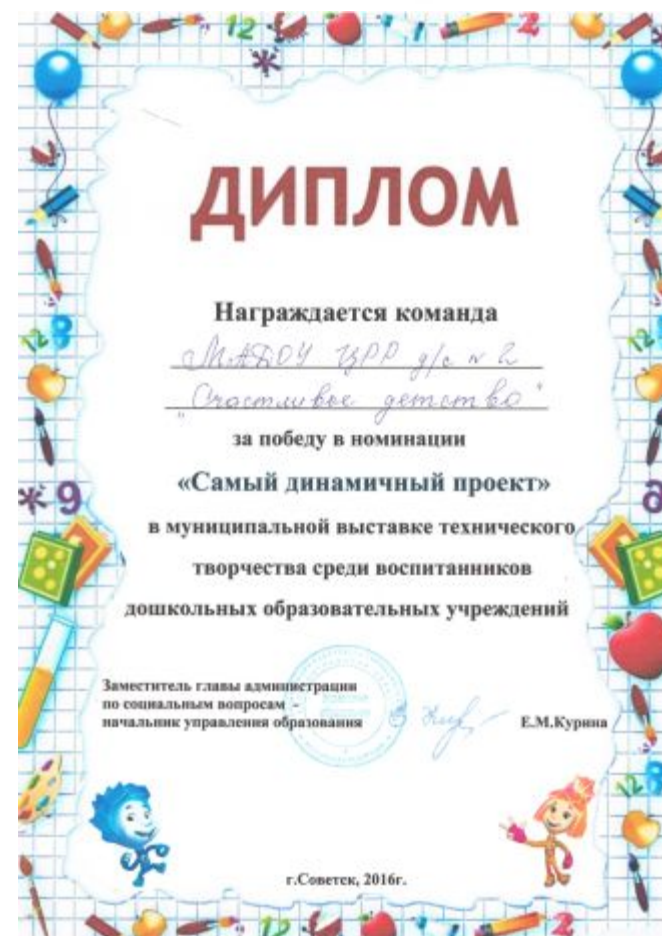 ДИПЛОМ
Награждается команда
МАДОУ ЦРР д/с № 2
"Счастливое детство"
за победу в номинации
«Самый динамичный проект»
в муниципальной выставке технического
творчества среди воспитанников
дошкольных образовательных учреждений
Заместитель главы администрации
по социальным вопросам -
начальник управления образования
Е.М.Курина
г.Советск, 2016г.